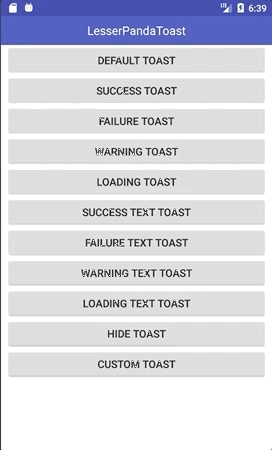 6:39
LesserPandaToast
DEFAULT TOAST
SUCCESS TOAST
FAILURE TOAST
WARNING TOAST
LOADING TOAST
SUCCESS TEXT TOAST
FAILURE TEXT TOAST
WARNING TEXT TOAST
LOADING TEXT TOAST
HIDE TOAST
CUSTOM TOAST